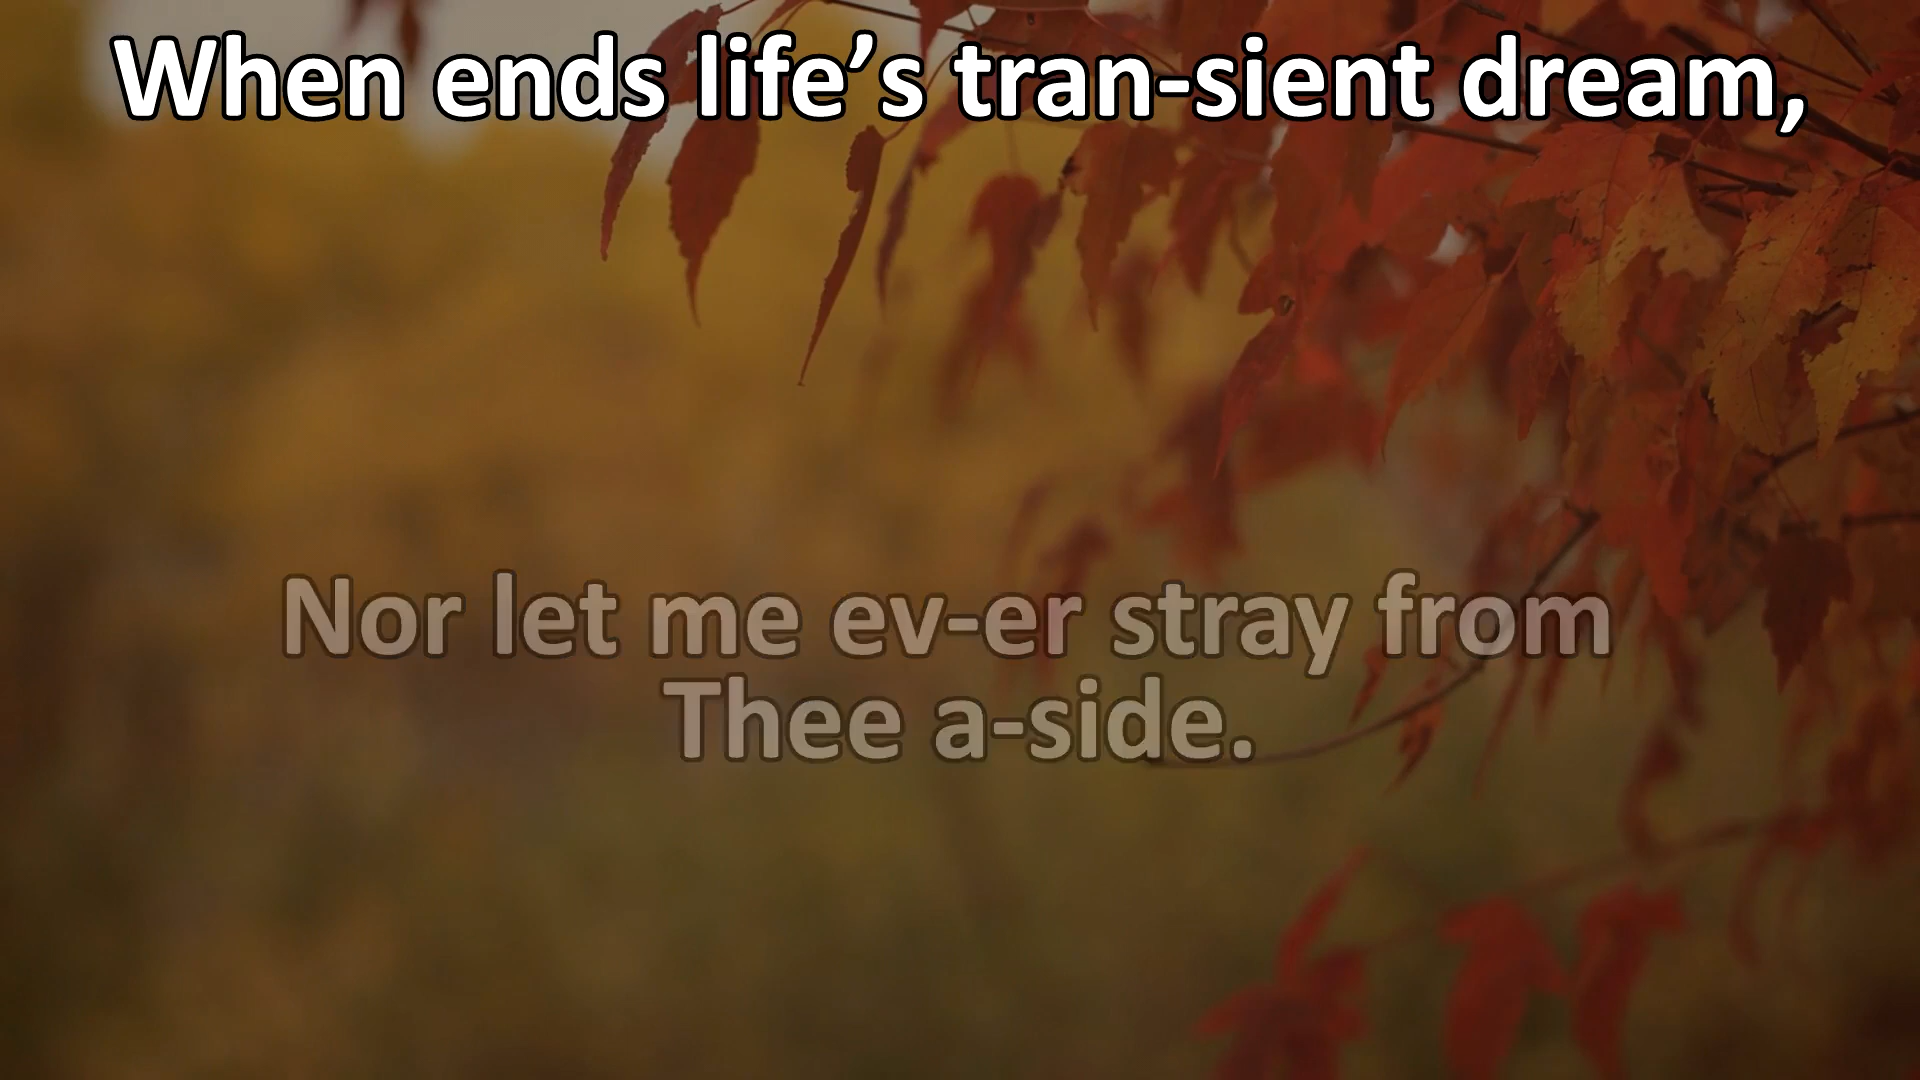 When ends life’s tran-sient dream,
Nor let me ev-er stray from
Thee a-side.